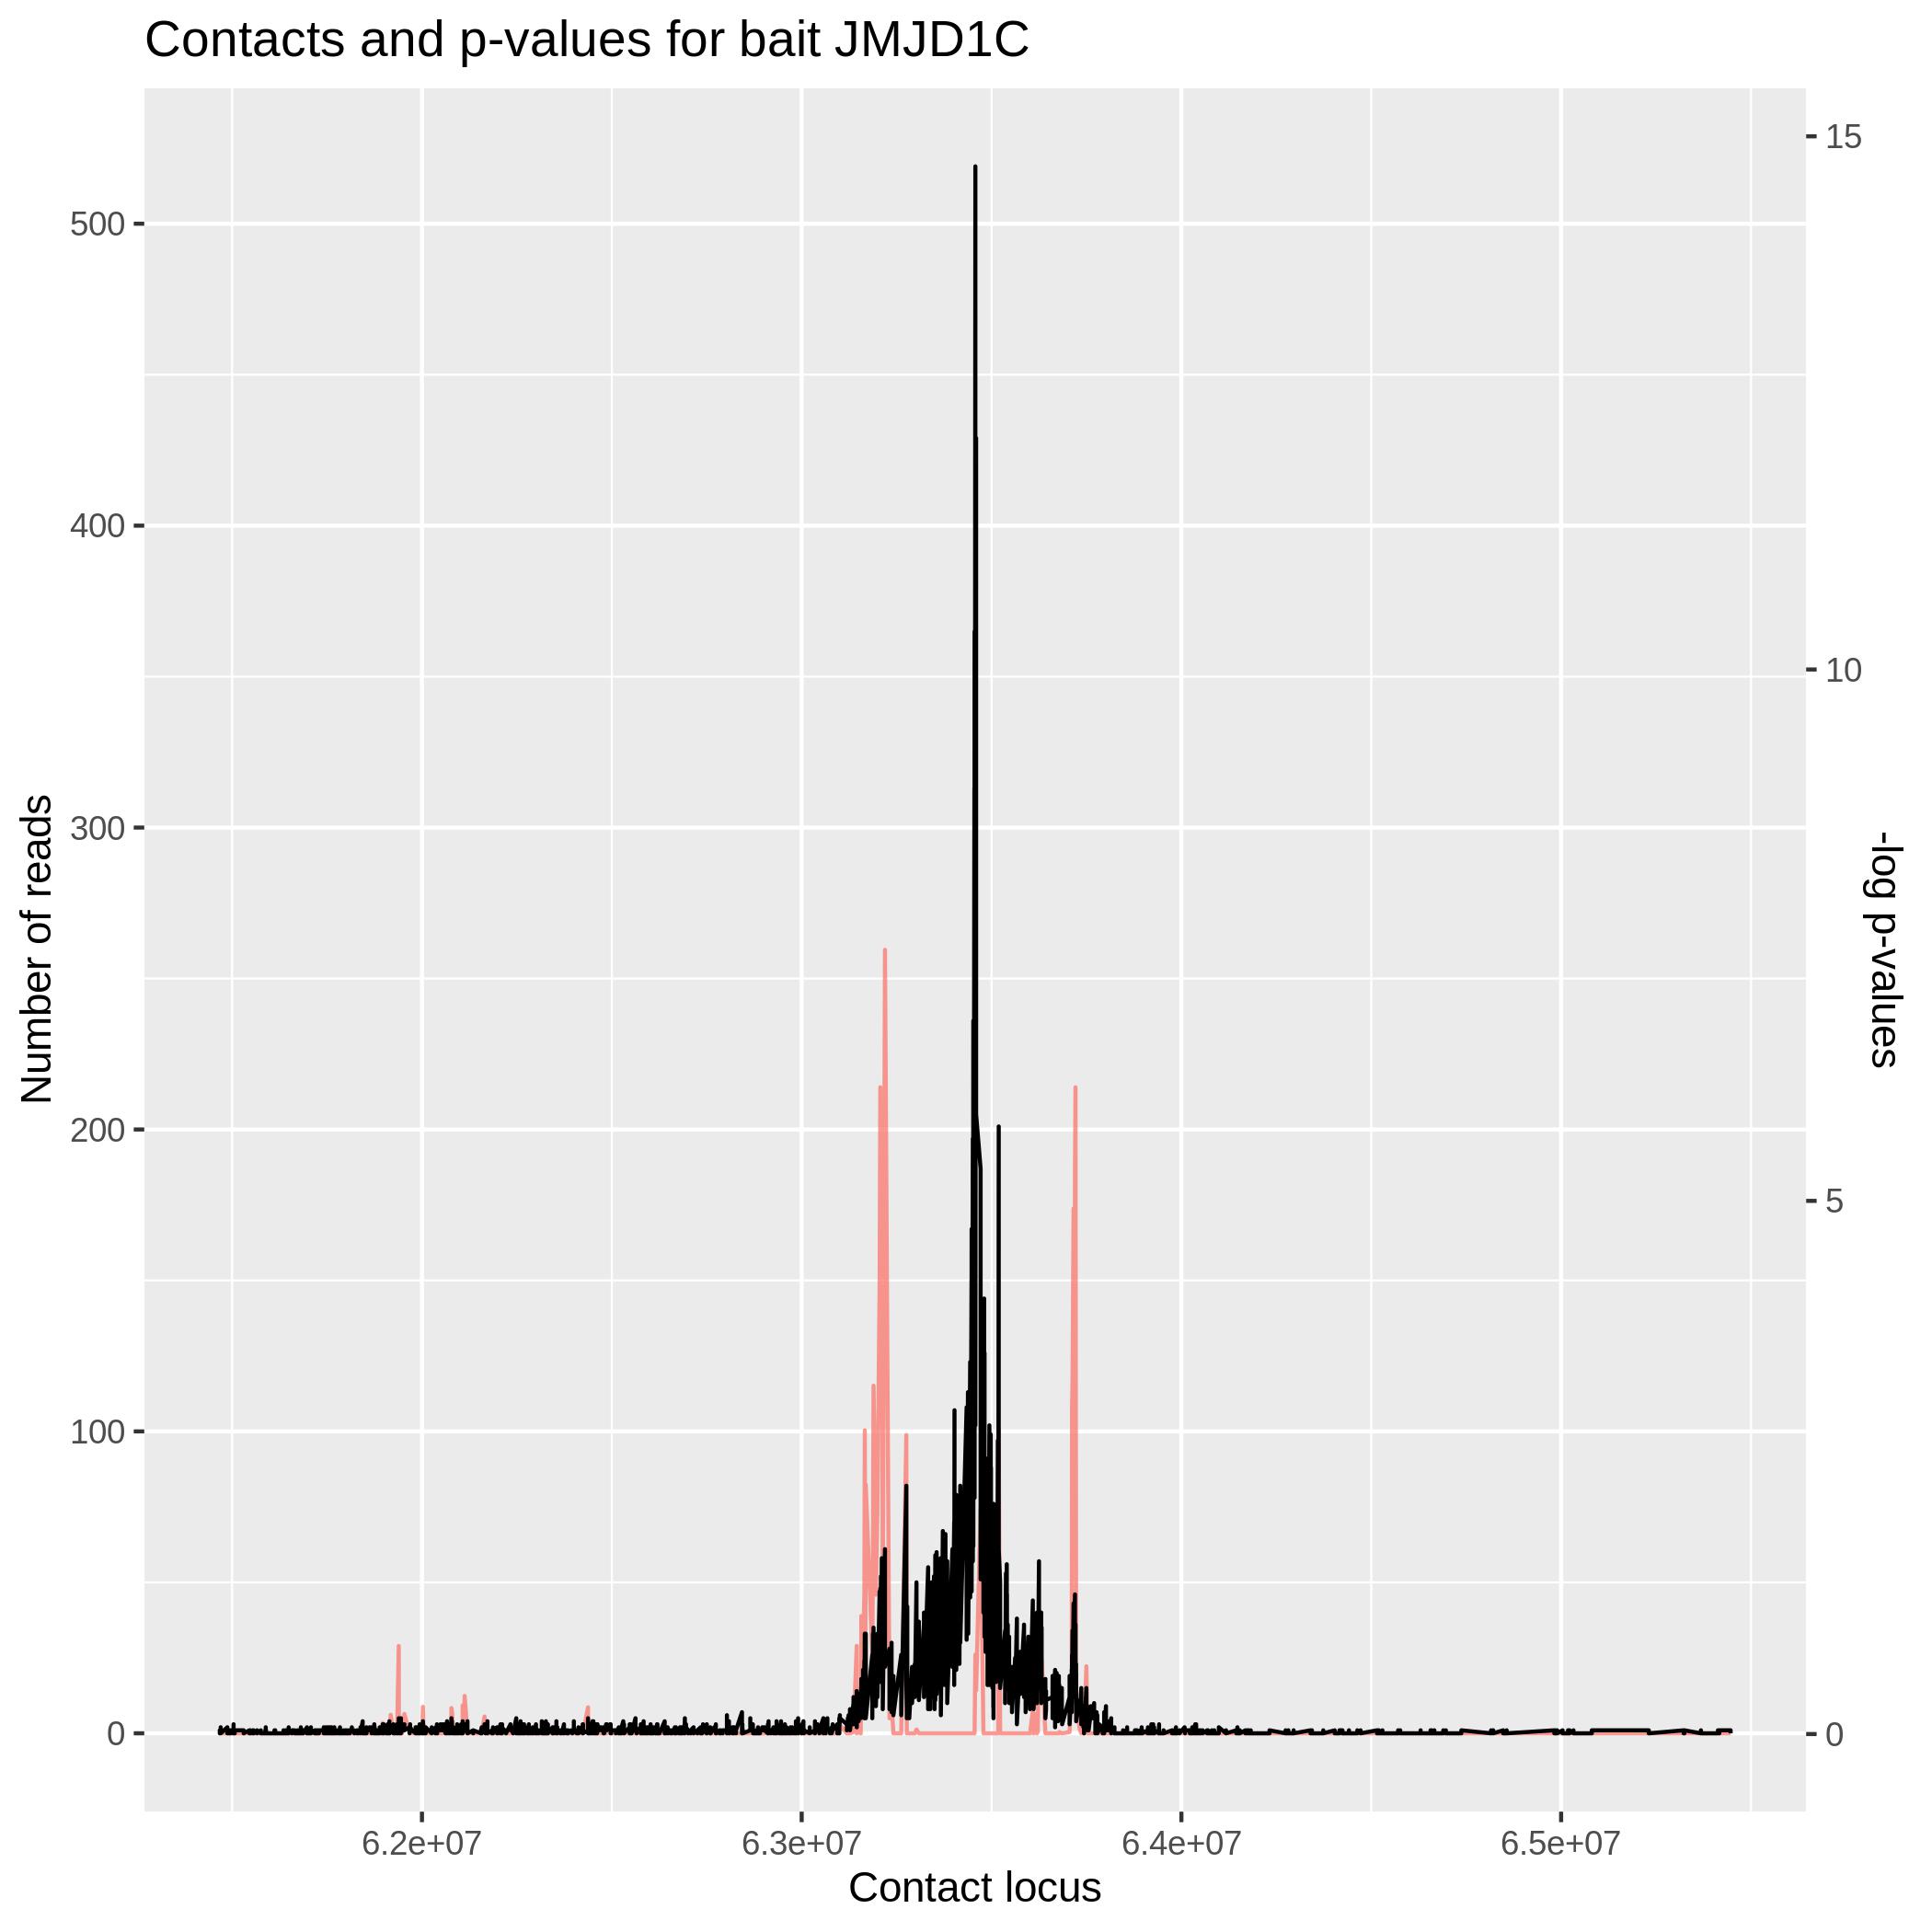 Contacts and p-values for bait JMJD1C
Number of reads
500
400
300
200
100
0
15
10
5
0
-log p-values
6.2e+07
6.3e+07
6.4e+07
6.5e+07
Contact locus